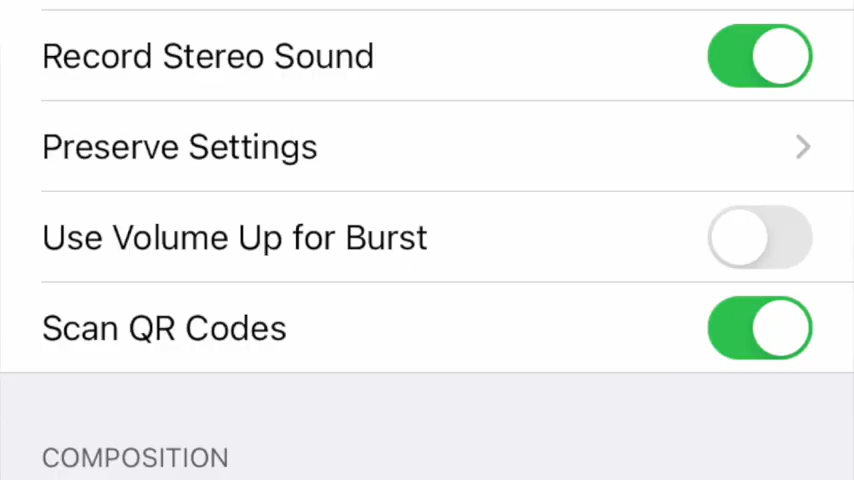 Record Stereo Sound
Preserve Settings
Use Volume Up for Burst
Scan QR Codes
COMPOSITION